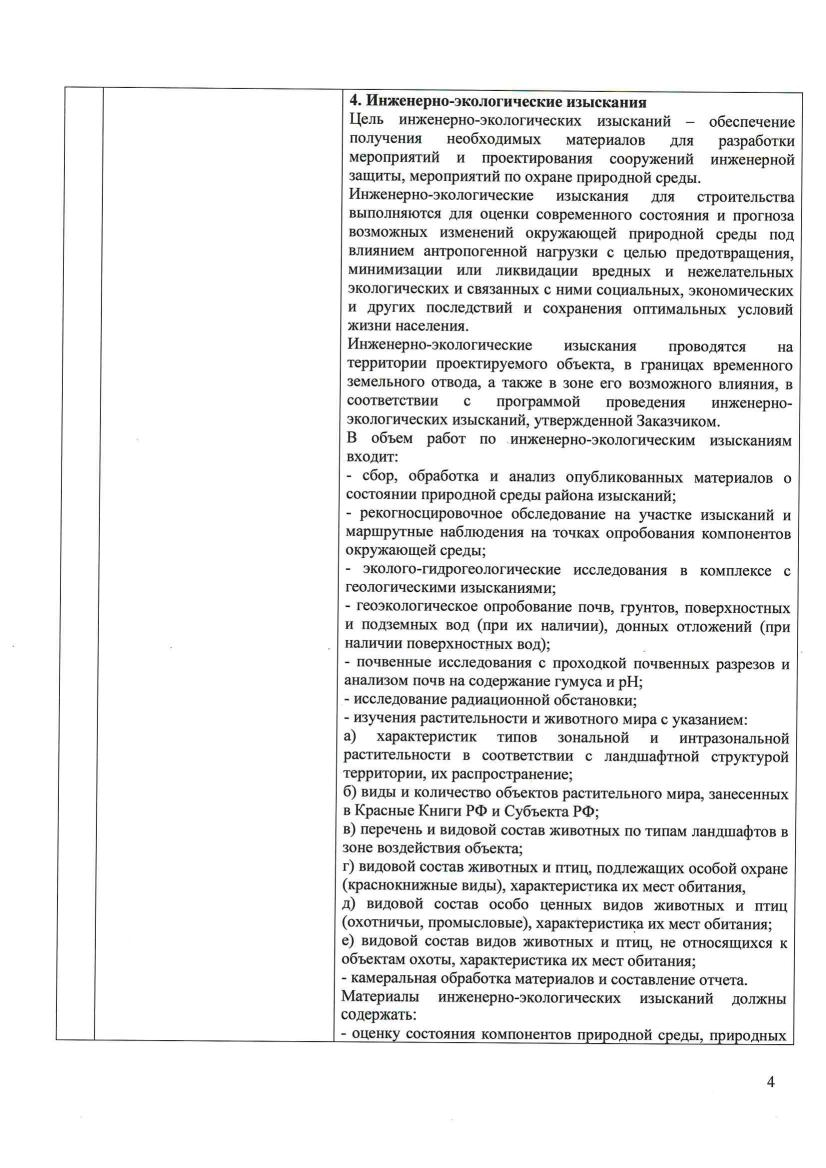 4. Инженерно-экологические изыскания
Цель инженерно-экологических изысканий – обеспечение
получения необходимых материалов для разработки
мероприятий и проектирования сооружений инженерной
защиты, мероприятий по охране природной среды.
Инженерно-экологические изыскания для строительства
выполняются для оценки современного состояния и прогноза
возможных изменений окружающей природной среды под
влиянием антропогенной нагрузки с целью предотвращения,
минимизации или ликвидации вредных и нежелательных
экологических и связанных с ними социальных, экономических
и других последствий и сохранения оптимальных условий
жизни населения.
Инженерно-экологические изыскания проводятся на
территории проектируемого объекта, в границах временного
земельного отвода, а также в зоне его возможного влияния, в
соответствии с программой проведения инженерно-
экологических изысканий, утвержденной Заказчиком.
В объем работ по инженерно-экологическим изысканиям
входит:
- сбор, обработка и анализ опубликованных материалов о
состоянии природной среды района изысканий;
- рекогносцировочное обследование на участке изысканий и
маршрутные наблюдения на точках опробования компонентов
окружающей среды;
- эколого-гидрогеологические исследования в комплексе с
геологическими изысканиями;
- геоэкологическое опробование почв, грунтов, поверхностных
и подземных вод (при их наличии), донных отложений (при
наличии поверхностных вод);
- почвенные исследования с проходкой почвенных разрезов и
анализом почв на содержание гумуса и pH;
- исследование радиационной обстановки;
- изучения растительности и животного мира с указанием:
а) характеристик типов зональной и интразональной
растительности в соответствии с ландшафтной структурой
территории, их распространение;
б) виды и количество объектов растительного мира, занесенных
в Красные Книги РФ и Субъекта РФ;
в) перечень и видовой состав животных по типам ландшафтов в
зоне воздействия объекта;
г) видовой состав животных и птиц, подлежащих особой охране
(краснокнижные виды), характеристика их мест обитания,
д) видовой состав особо ценных видов животных и птиц
(охотничьи, промысловые), характеристика их мест обитания;
е) видовой состав видов животных и птиц, не относящихся к
объектам охоты, характеристика их мест обитания;
- камеральная обработка материалов и составление отчета.
Материалы инженерно-экологических изысканий должны
содержать:
- оценку состояния компонентов природной среды, природных
4